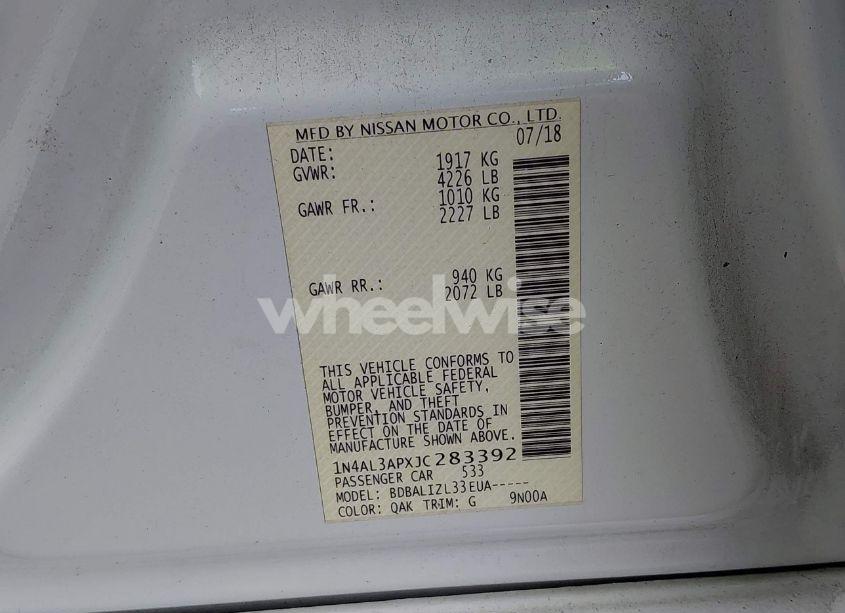 MFD BY NISSAN MOTOR CO., LTD.
DATE: 07/18
GVWR: 1917 KG
4226 LB
GAWR FR.: 1010 KG
2227 LB
GAWR RR.: 940 KG
2072 LB
wheelwise
THIS VEHICLE CONFORMS TO
ALL APPLICABLE FEDERAL
MOTOR VEHICLE SAFETY,
BUMPER, AND THEFT
PREVENTION STANDARDS IN
EFFECT ON THE DATE OF
MANUFACTURE SHOWN ABOVE.
1N4AL3APXJC283392
PASSENGER CAR 533
MODEL: BDBALIZL33EUA-----
COLOR: QAK TRIM: G 9N00A